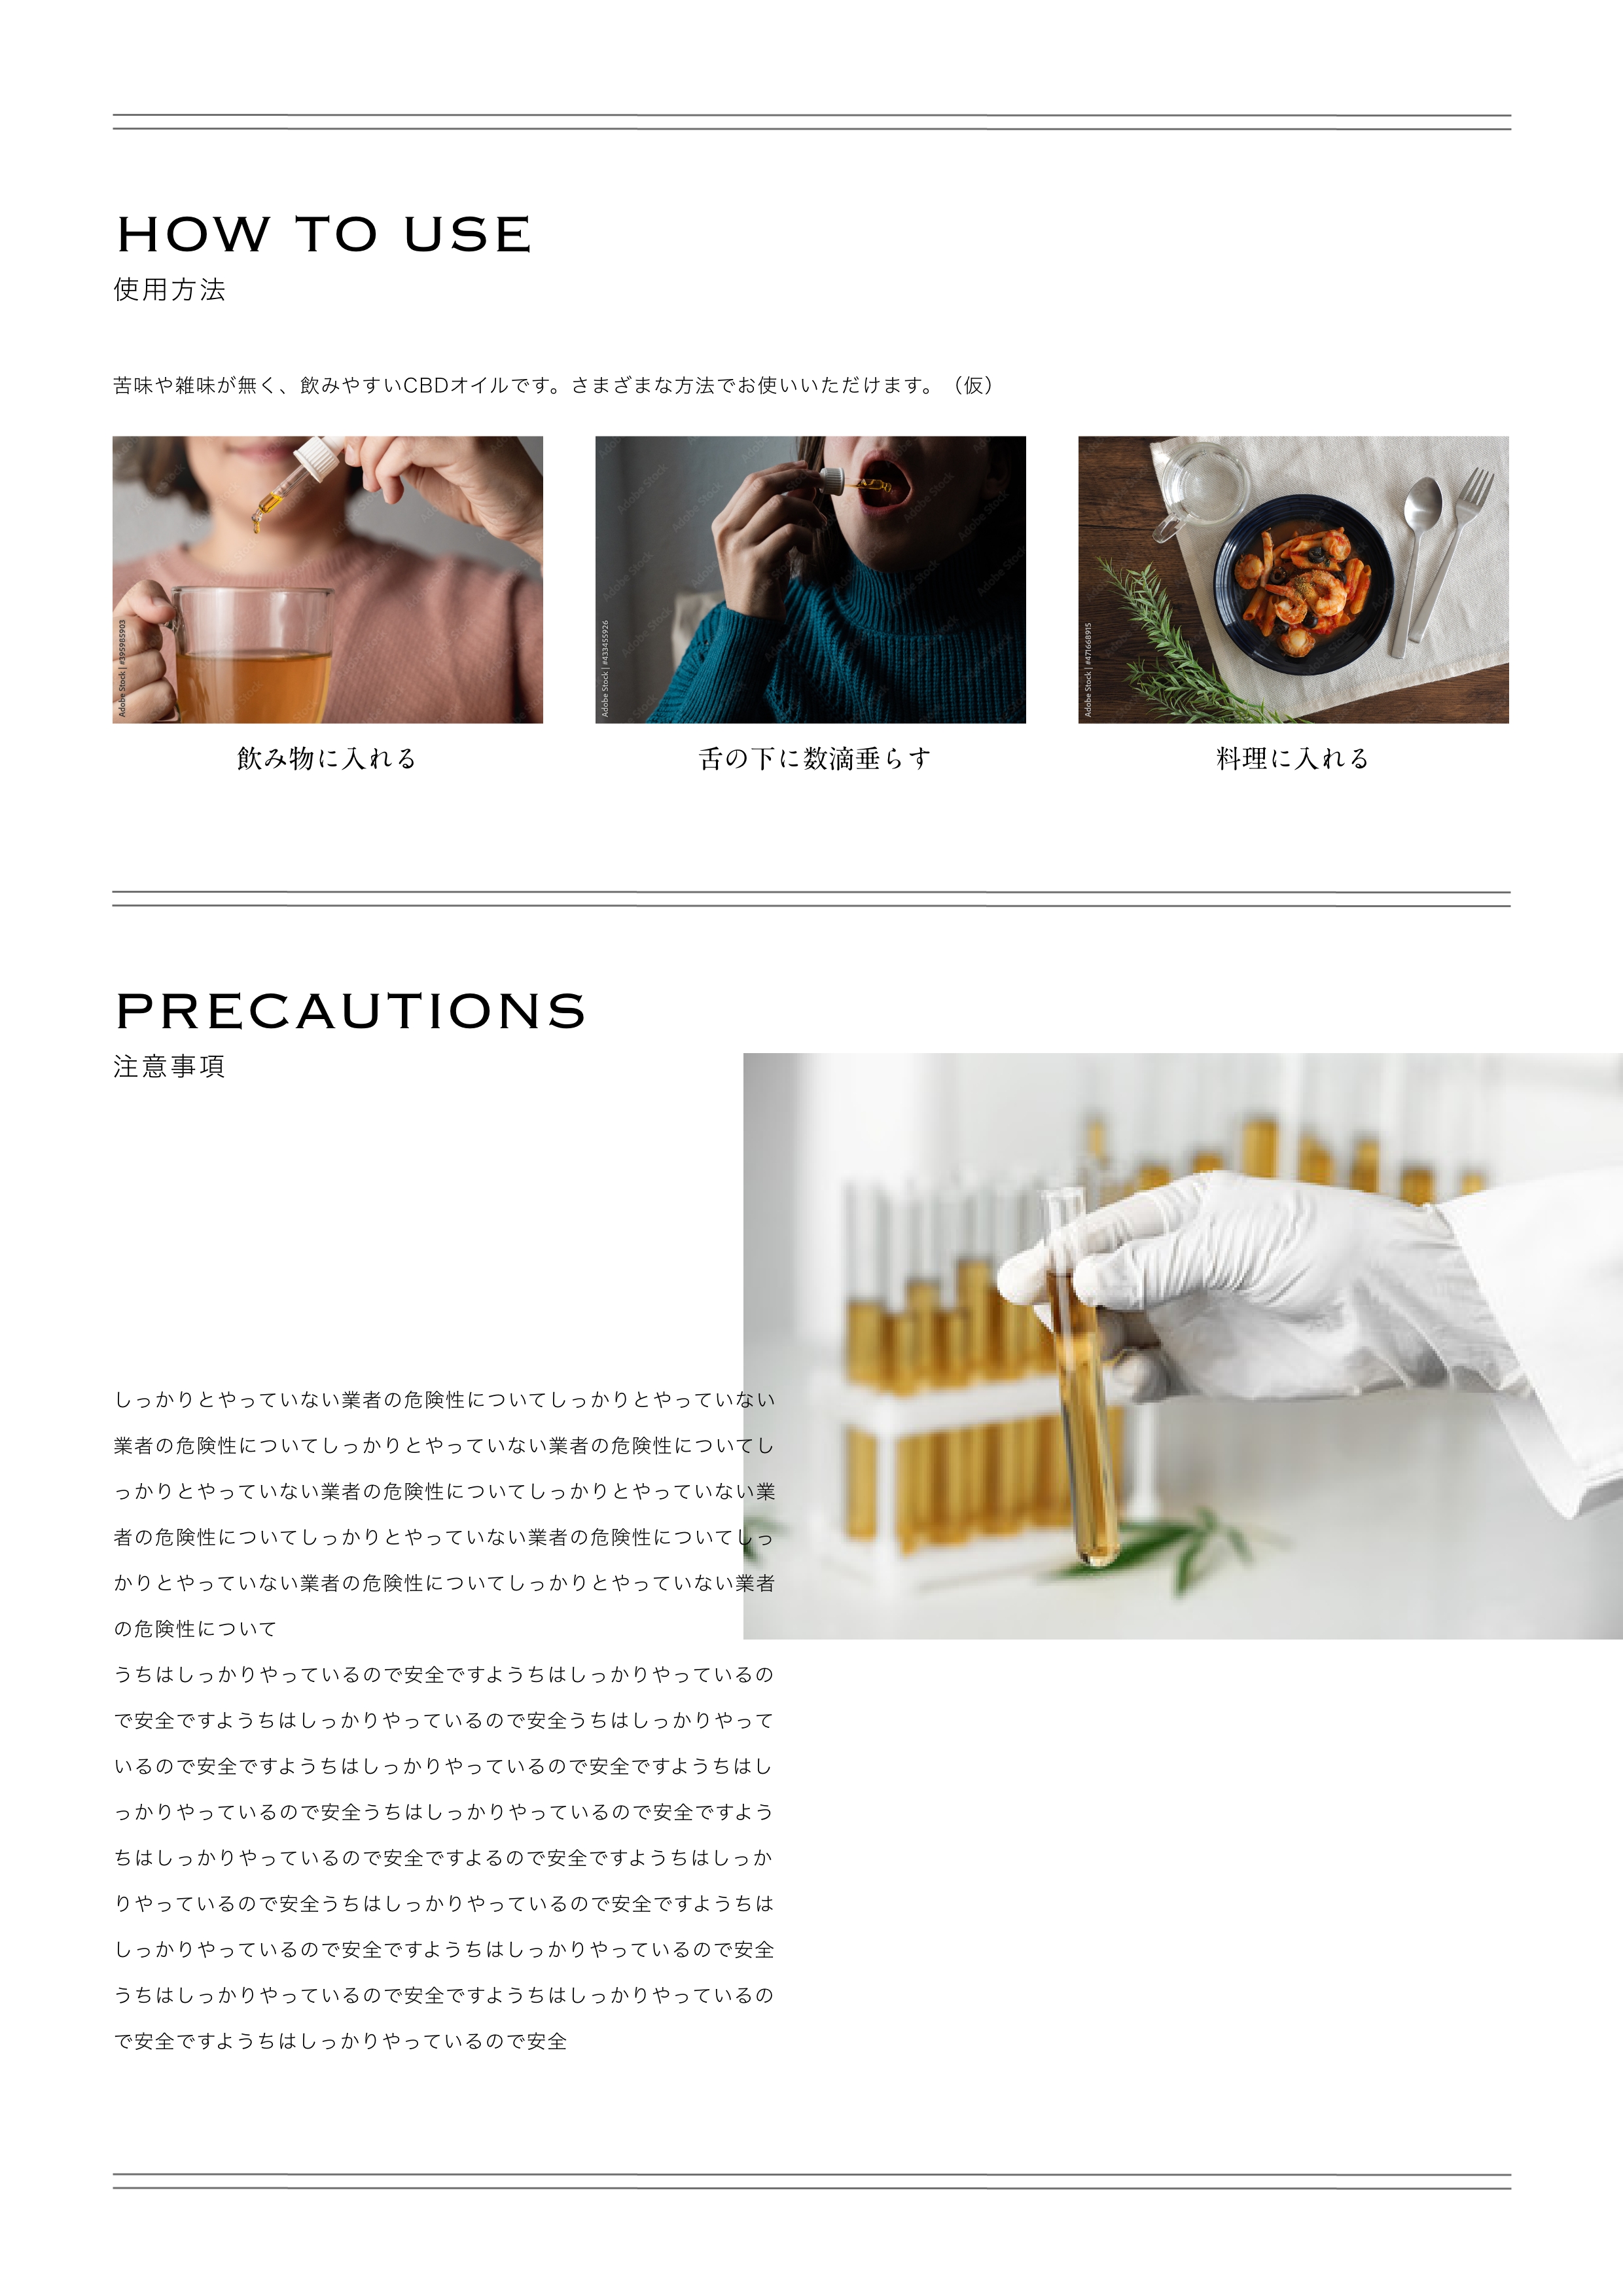 HOW TO USE
使用方法
苦味や雑味が無く、飲みやすいCBDオイルです。さまざまな方法でお使いいただけます。（仮）
Adobe Stock | #395985903
Adobe Stock | #433455926
Adobe Stock | #471668915
飲み物に入れる
舌の下に数滴垂らす
料理に入れる
PRECAUTIONS
注意事項
しっかりとやっていない業者の危険性についてしっかりとやっていない
業者の危険性についてしっかりとやっていない業者の危険性についてし
っかりとやっていない業者の危険性についてしっかりとやっていない業
者の危険性についてしっかりとやっていない業者の危険性についてしっ
かりとやっていない業者の危険性についてしっかりとやっていない業者
の危険性について
うちはしっかりやっているので安全ですようちはしっかりやっているの
で安全ですようちはしっかりやっているので安全うちはしっかりやって
いるので安全ですようちはしっかりやっているので安全ですようちはし
っかりやっているので安全うちはしっかりやっているので安全ですよう
ちはしっかりやっているので安全ですよるので安全ですようちはしっか
りやっているので安全うちはしっかりやっているので安全ですようちは
しっかりやっているので安全ですようちはしっかりやっているので安全
うちはしっかりやっているので安全ですようちはしっかりやっているの
で安全ですようちはしっかりやっているので安全